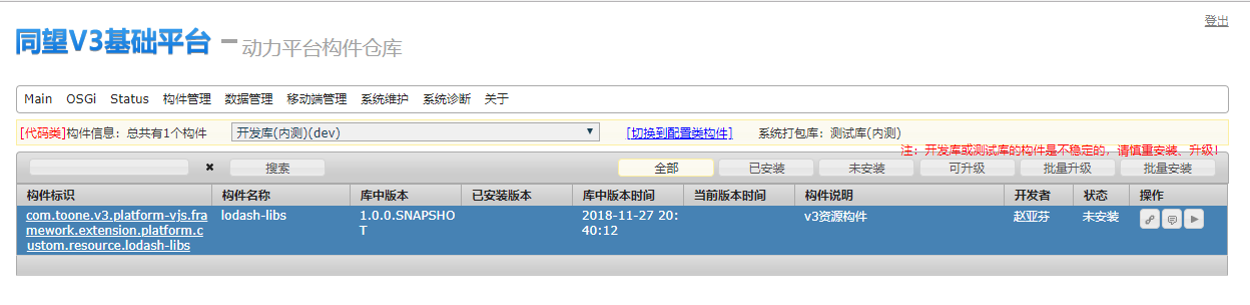 登出
同望V3基础平台 – 动力平台构件仓库
Main OSGi Status 构件管理 数据管理 移动端管理 系统维护 系统诊断 关于
[代码类]构件信息：总共有1个构件 开发库(内测)(dev) [切换到配置类构件] 系统打包库：测试库(内测)
注：开发库或测试库的构件是不稳定的，请慎重安装、升级！
搜索 全部 已安装 未安装 可升级 批量升级 批量安装
构件标识 构件名称 库中版本 已安装版本 库中版本时间 当前版本时间 构件说明 开发者 状态 操作
com.toone.v3.platform-vjs.fra lodash-libs 1.0.0.SNAPSHO 2018-11-27 20: v3资源构件 赵亚芬 未安装
mework.extension.platform.c T 40:12
ustom.resource.lodash-libs